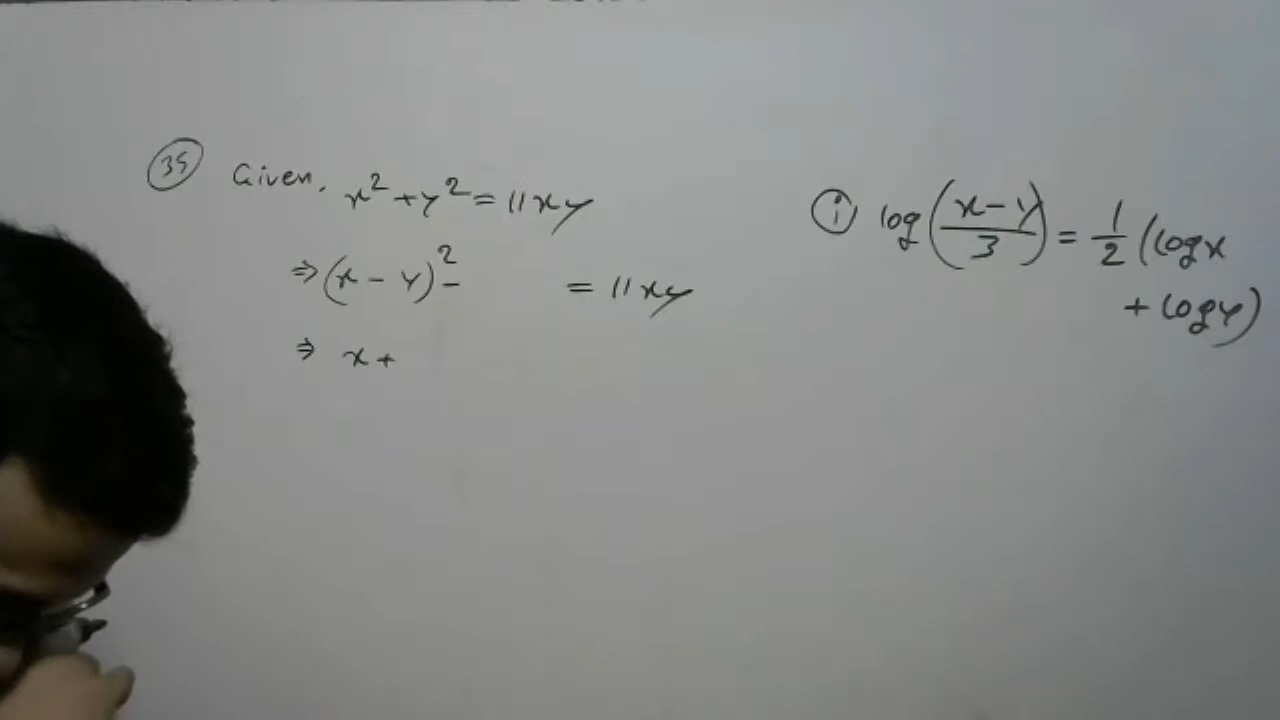 35 Given, x² + y² = 11xy
⇒ (x - y)² - = 11xy
⇒ x +
i log((x - y)/3) = 1/2 (log x
+ log y)